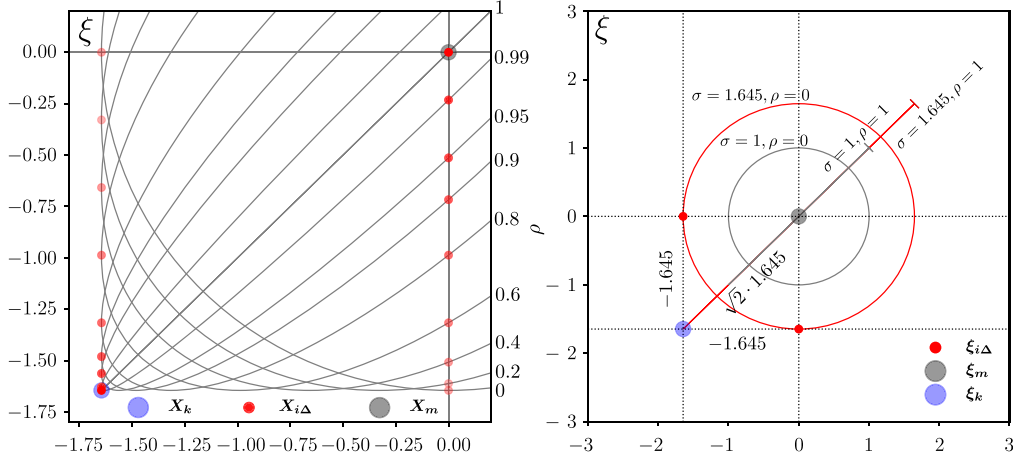 ξ
0.00
−0.25
−0.50
−0.75
−1.00
−1.25
−1.50
−1.75
−1.75
−1.50
−1.25
−1.00
−0.75
−0.50
−0.25
0.00
1
0.99
0.95
0.9
0.8
0.6
0.4
0.2
0
ρ
X_k
X_{iΔ}
X_m
ξ
3
2
1
0
−1
−2
−3
−3
−2
−1
0
1
2
3
σ = 1.645, ρ = 0
σ = 1, ρ = 0
σ = 1, ρ = 1
σ = 1.645, ρ = 1
−1.645
√2 · 1.645
−1.645
ξ_{iΔ}
ξ_m
ξ_k